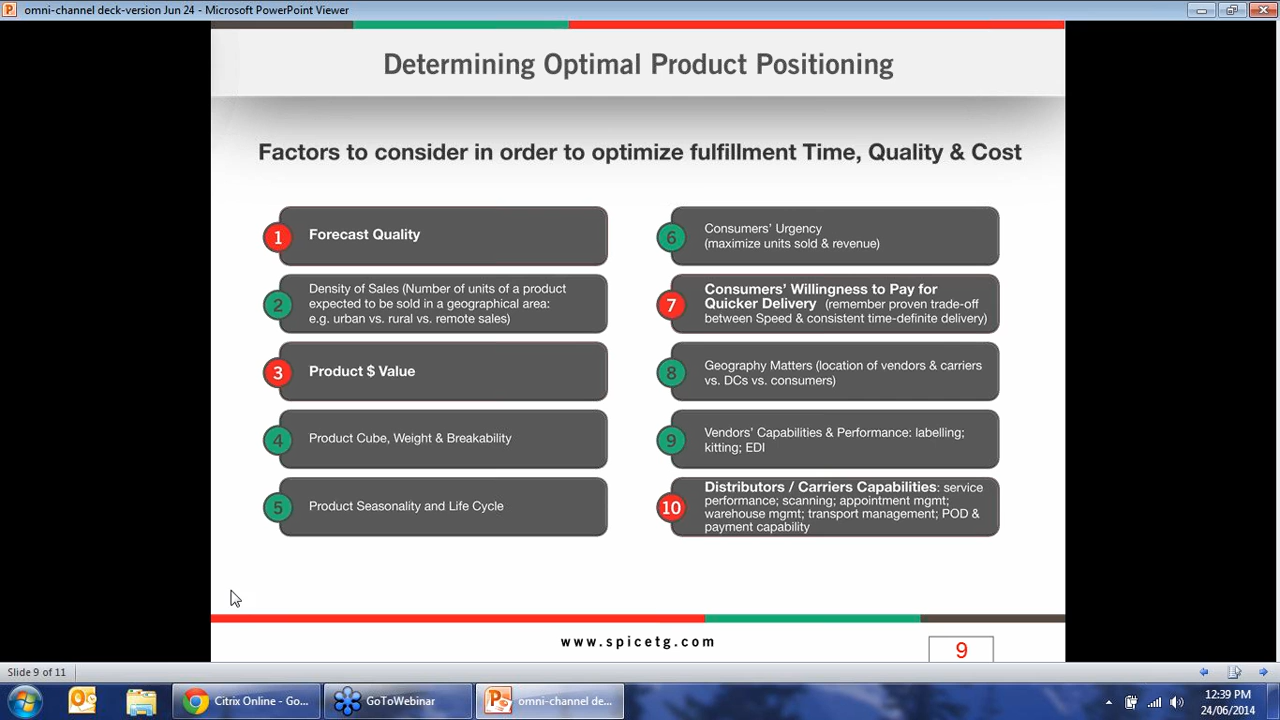 omni-channel deck-version Jun 24 - Microsoft PowerPoint Viewer
Determining Optimal Product Positioning
Factors to consider in order to optimize fulfillment Time, Quality & Cost
1
Forecast Quality
2
Density of Sales (Number of units of a product
expected to be sold in a geographical area:
e.g. urban vs. rural vs. remote sales)
3
Product $ Value
4
Product Cube, Weight & Breakability
5
Product Seasonality and Life Cycle
6
Consumers' Urgency
(maximize units sold & revenue)
7
Consumers' Willingness to Pay for
Quicker Delivery (remember proven trade-off
between Speed & consistent time-definite delivery)
8
Geography Matters (location of vendors & carriers
vs. DCs vs. consumers)
9
Vendors' Capabilities & Performance: labelling;
kitting; EDI
10
Distributors / Carriers Capabilities: service
performance; scanning; appointment mgmt;
warehouse mgmt; transport management; POD &
payment capability
www.spicetg.com
9
Slide 9 of 11
Citrix Online - Go...
GoToWebinar
omni-channel de...
12:39 PM
24/06/2014